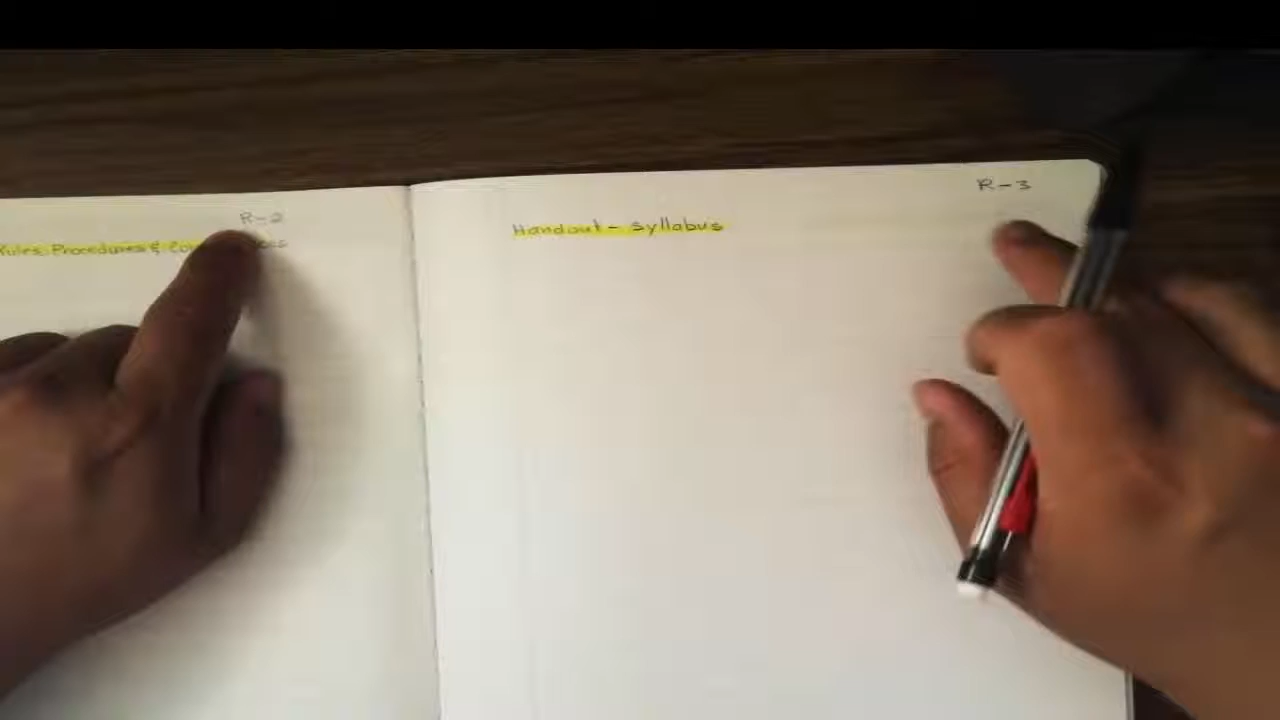 R-2
Rules, Procedures &
R-3
Handout - Syllabus